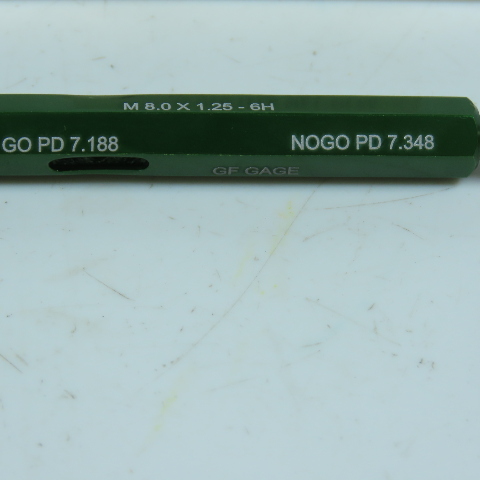 M 8.0 X 1.25 - 6H
GO PD 7.188
NOGO PD 7.348
GF GAGE